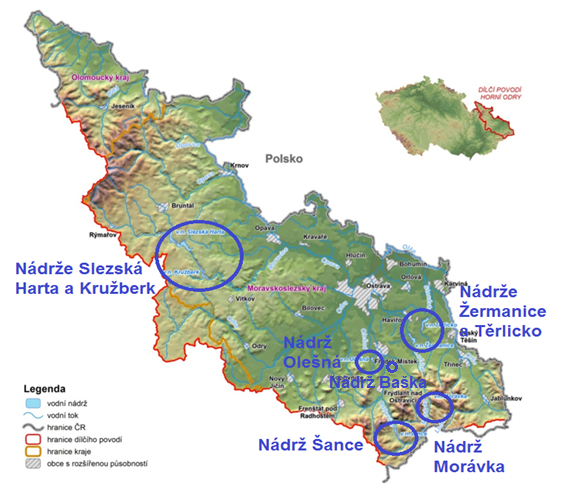 Olomoucký kraj
Jeseník
DÍLČÍ POVODÍ
HORNÍ ODRY
Polsko
Krnov
Bruntál
Rýmařov
v.n. Slezská Harta
Opava
Kravaře
Hlučín
Bohumín
Orlová
Karviná
Ostrava
Nádrže Slezská
Harta a Kružberk
v.n. Kružberk
Moravskoslezský kraj
Vítkov
Bílovec
Havířov
Nádrže
Žermanice
a Těrlicko
Těšín
Nádrž
Olešná
Odry
Frýdek-Místek
Nádrž Baška
Třinec
Nový
Jičín
Frýdlant nad
Ostravicí
Jablunkov
Frenštát pod
Radhoštěm
Nádrž Šance
Nádrž
Morávka
Legenda
vodní nádrž
vodní tok
hranice ČR
hranice dílčího povodí
hranice kraje
obce s rozšířenou působností